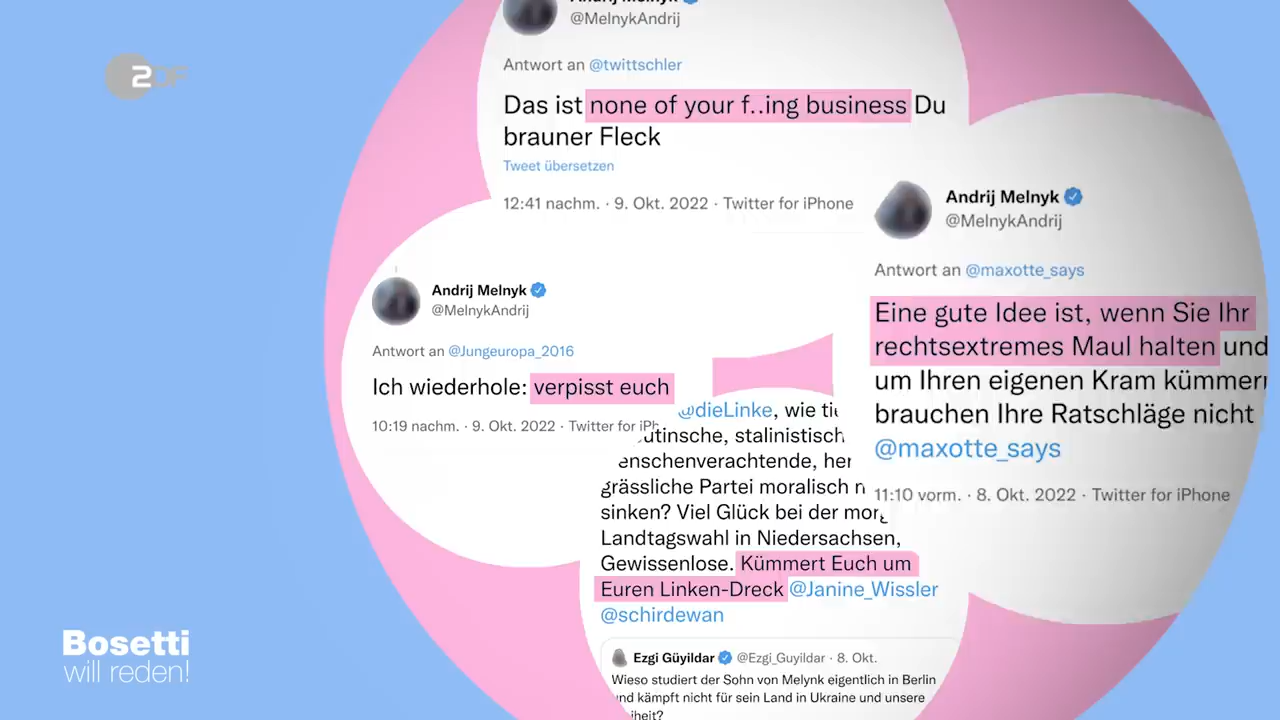 Andrij Melnyk
@MelnykAndrij
ZDF
Antwort an @twittschler
Das ist none of your f..ing business Du
brauner Fleck
Tweet übersetzen
12:41 nachm. · 9. Okt. 2022 · Twitter for iPhone
Andrij Melnyk
@MelnykAndrij
Antwort an @maxotte_says
Eine gute Idee ist, wenn Sie Ihr
rechtsextremes Maul halten und
um Ihren eigenen Kram kümmern
brauchen Ihre Ratschläge nicht
@maxotte_says
11:10 vorm. · 8. Okt. 2022 · Twitter for iPhone
Andrij Melnyk
@MelnykAndrij
Antwort an @Jungeuropa_2016
Ich wiederhole: verpisst euch
10:19 nachm. · 9. Okt. 2022 · Twitter for
@dieLinke, wie
stalinistisch
grässliche Partei moralisch
sinken? Viel Glück bei der
Landtagswahl in Niedersachsen,
Gewissenlose. Kümmert Euch um
Euren Linken-Dreck @Janine_Wissler
@schirdewan
Ezgi Güyildar @Ezgi_Guyildar · 8. Okt.
Wieso studiert der Sohn von Melynk eigentlich in Berlin
und kämpft nicht für sein Land in Ukraine und unsere
Bosetti
will reden!